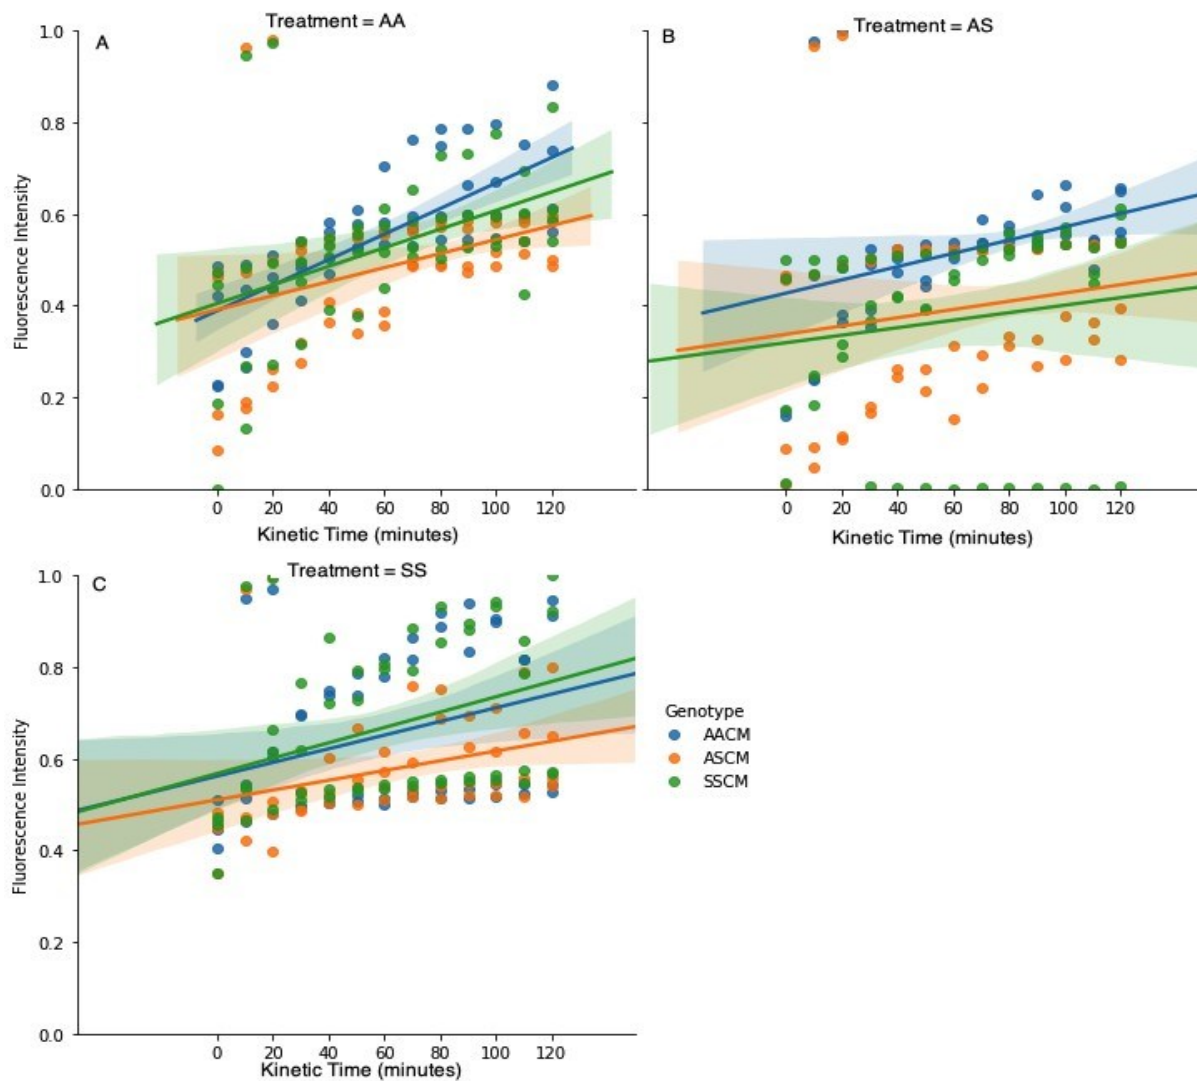 Treatment = AA
Treatment = AS
A
B
1.0
0.8
0.6
0.4
0.2
0.0
Fluorescence Intensity
0 20 40 60 80 100 120
0 20 40 60 80 100 120
Kinetic Time (minutes)
Kinetic Time (minutes)
Treatment = SS
C
1.0
0.8
0.6
0.4
0.2
0.0
Fluorescence Intensity
Genotype
AACM
ASCM
SSCM
0 20 40 60 80 100 120
Kinetic Time (minutes)